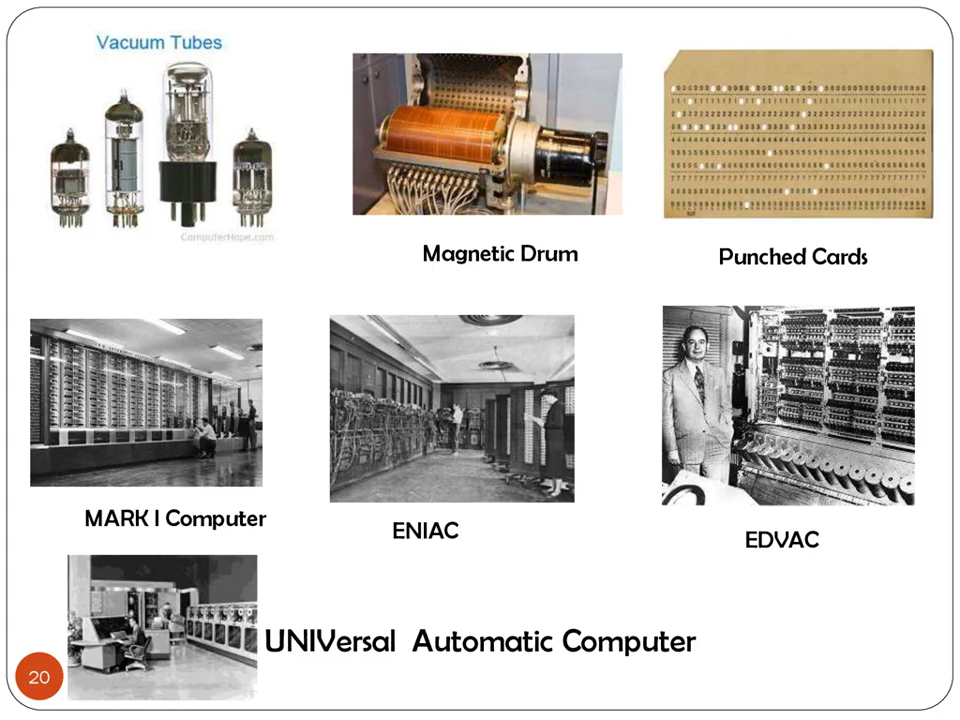 Vacuum Tubes
ComputerHope.com
Magnetic Drum
Punched Cards
MARK I Computer
ENIAC
EDVAC
UNIVersal Automatic Computer
20